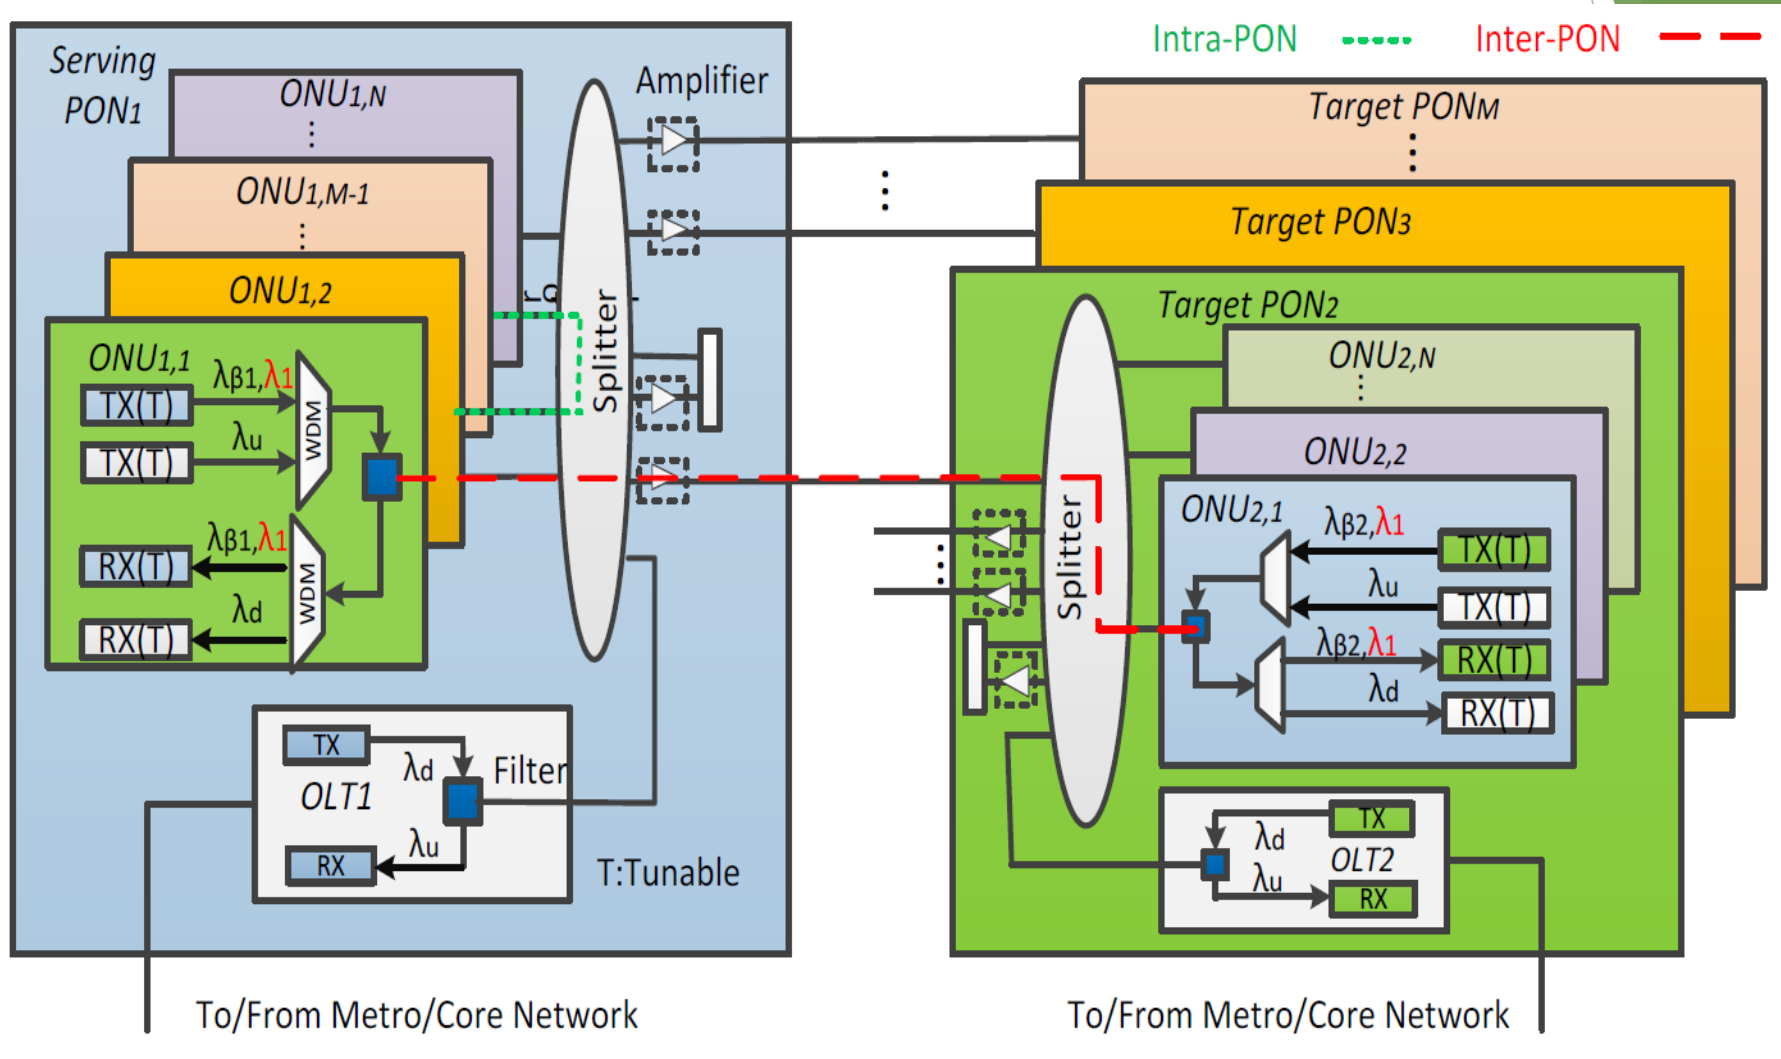 Intra-PON
Inter-PON
Serving
PON1
ONU1,N
⋮
ONU1,M-1
⋮
ONU1,2
ONU1,1
TX(T)
λβ1,λ1
TX(T)
λu
WDM
RX(T)
λβ1,λ1
RX(T)
λd
WDM
Splitter
Amplifier
TX
λd
OLT1
Filter
RX
λu
T:Tunable
To/From Metro/Core Network
⋮
Target PONM
⋮
Target PON3
Target PON2
ONU2,N
⋮
ONU2,2
ONU2,1
λβ2,λ1
TX(T)
λu
TX(T)
λβ2,λ1
RX(T)
λd
RX(T)
Splitter
⋮
TX
λd
OLT2
λu
RX
To/From Metro/Core Network